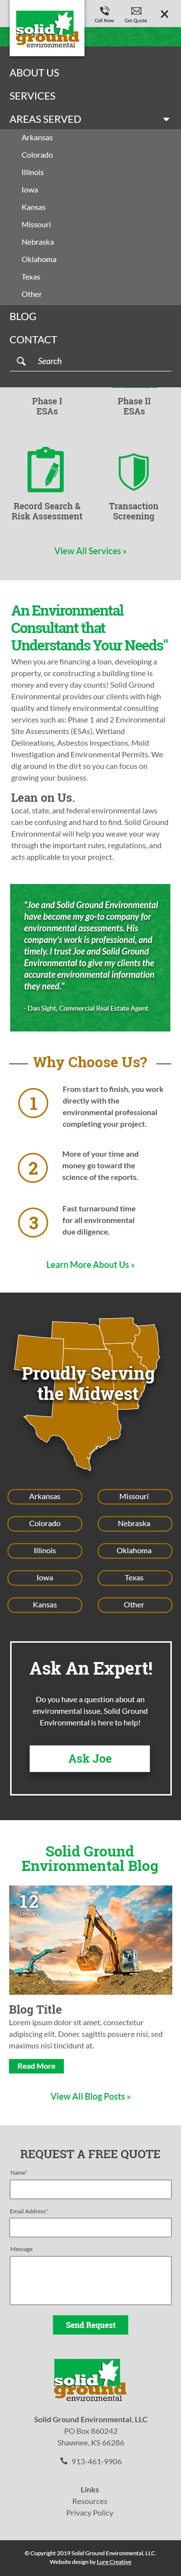 solid
ground
environmental
Call Now
Get Quote
ABOUT US
SERVICES
AREAS SERVED
Arkansas
Colorado
Illinois
Iowa
Kansas
Missouri
Nebraska
Oklahoma
Texas
Other
BLOG
CONTACT
Search
Phase I
ESAs
Phase II
ESAs
Record Search &
Risk Assessment
Transaction
Screening
View All Services »
An Environmental
Consultant that
Understands Your Needs"
When you are financing a loan, developing a
property, or constructing a building time is
money and every day counts! Solid Ground
Environmental provides our clients with high
quality and timely environmental consulting
services such as: Phase 1 and 2 Environmental
Site Assessments (ESAs), Wetland
Delineations, Asbestos Inspections, Mold
Investigation and Environmental Permits. We
dig around in the dirt so you can focus on
growing your business.
Lean on Us.
Local, state, and federal environmental laws
can be confusing and hard to find. Solid Ground
Environmental will help you weave your way
through the important rules, regulations, and
acts applicable to your project.
"Joe and Solid Ground Environmental
have become my go-to company for
environmental assessments. His
company's work is professional, and
timely. I trust Joe and Solid Ground
Environmental to give my clients the
accurate environmental information
they need."
- Dan Sight, Commercial Real Estate Agent
Why Choose Us?
1
From start to finish, you work
directly with the
environmental professional
completing your project.
2
More of your time and
money go toward the
science of the reports.
3
Fast turnaround time
for all environmental
due diligence.
Learn More About Us »
Proudly Serving
the Midwest
Arkansas
Missouri
Colorado
Nebraska
Illinois
Oklahoma
Iowa
Texas
Kansas
Other
Ask An Expert!
Do you have a question about an
environmental issue, Solid Ground
Environmental is here to help!
Ask Joe
Solid Ground
Environmental Blog
12
January
Blog Title
Lorem ipsum dolor sit amet, consectetur
adipiscing elit. Donec sagittis posuere nisi, sed
maximus nisi tincidunt at.
Read More
View All Blog Posts »
REQUEST A FREE QUOTE
Name*
Email Address*
Message
Send Request
solid
ground
environmental
Solid Ground Environmental, LLC
PO Box 860242
Shawnee, KS 66286
913-461-9906
Links
Resources
Privacy Policy
© Copyright 2019 Solid Ground Environmental, LLC.
Website design by Lure Creative